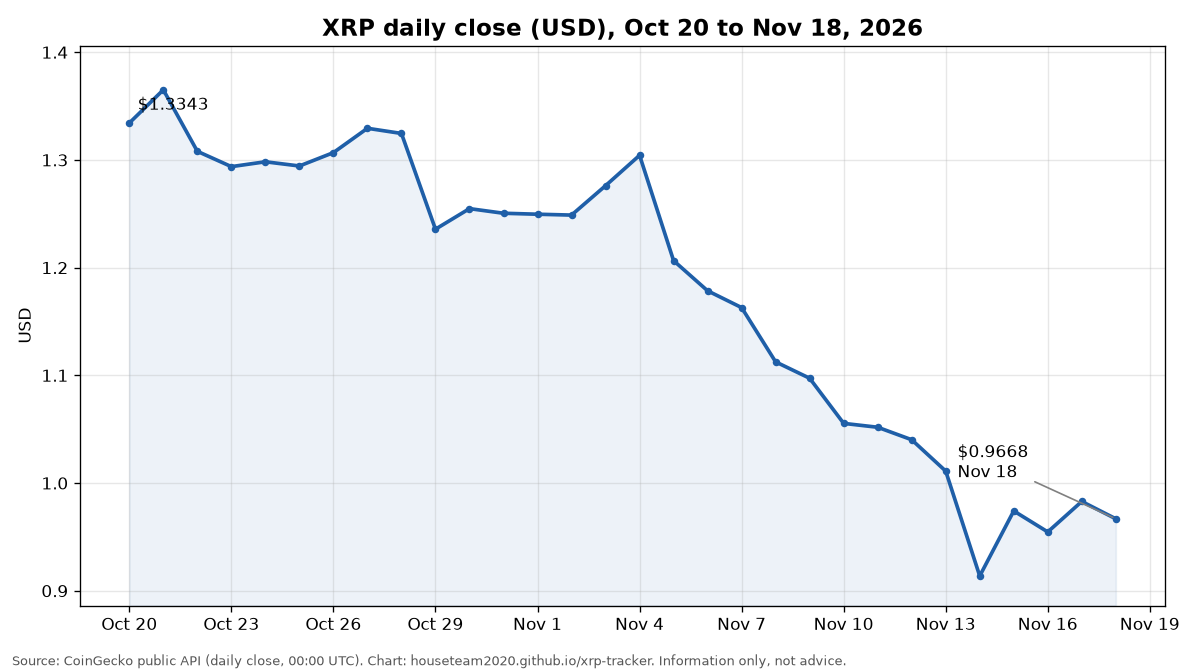 XRP daily close (USD), Oct 20 to Nov 18, 2026
1.4
1.3
1.2
1.1
1.0
0.9
USD
$1.3343
$0.9668
Nov 18
Oct 20 Oct 23 Oct 26 Oct 29 Nov 1 Nov 4 Nov 7 Nov 10 Nov 13 Nov 16 Nov 19
Source: CoinGecko public API (daily close, 00:00 UTC). Chart: houseteam2020.github.io/xrp-tracker. Information only, not advice.